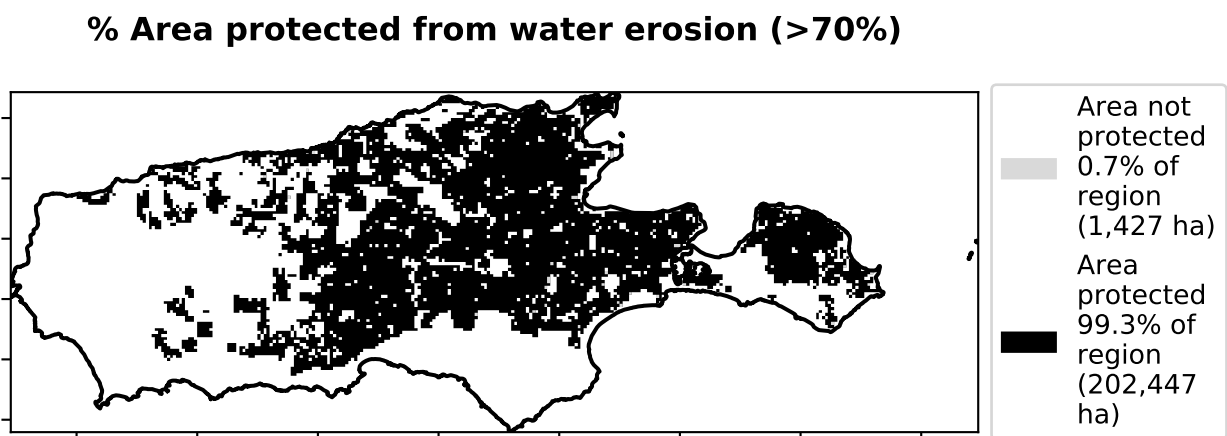 % Area protected from water erosion (>70%)
Area not
protected
0.7% of
region
(1,427 ha)
Area
protected
99.3% of
region
(202,447
ha)